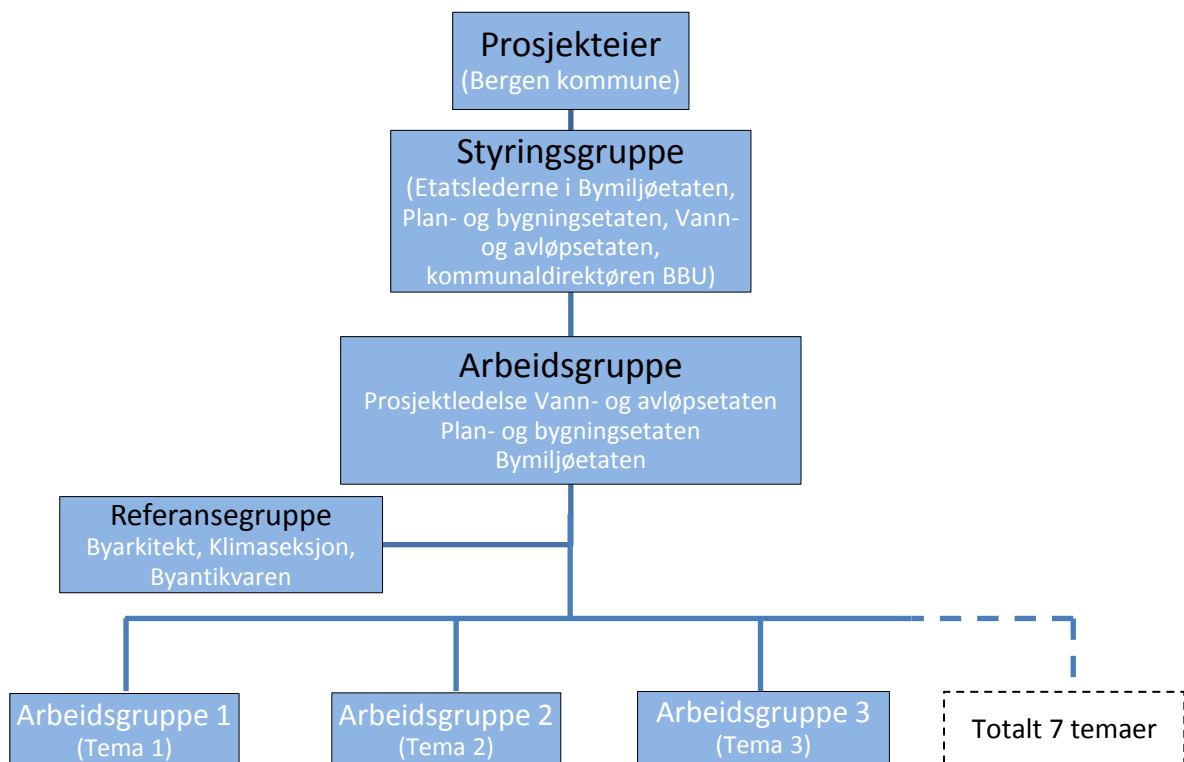 Prosjekteier
(Bergen kommune)
Styringsgruppe
(Etatslederne i Bymiljøetaten,
Plan- og bygningsetaten, Vann-
og avløpsetaten,
kommunaldirektøren BBU)
Arbeidsgruppe
Prosjektledelse Vann- og avløpsetaten
Plan- og bygningsetaten
Bymiljøetaten
Referansegruppe
Byarkitekt, Klimaseksjon,
Byantikvaren
Arbeidsgruppe 1
(Tema 1)
Arbeidsgruppe 2
(Tema 2)
Arbeidsgruppe 3
(Tema 3)
Totalt 7 temaer